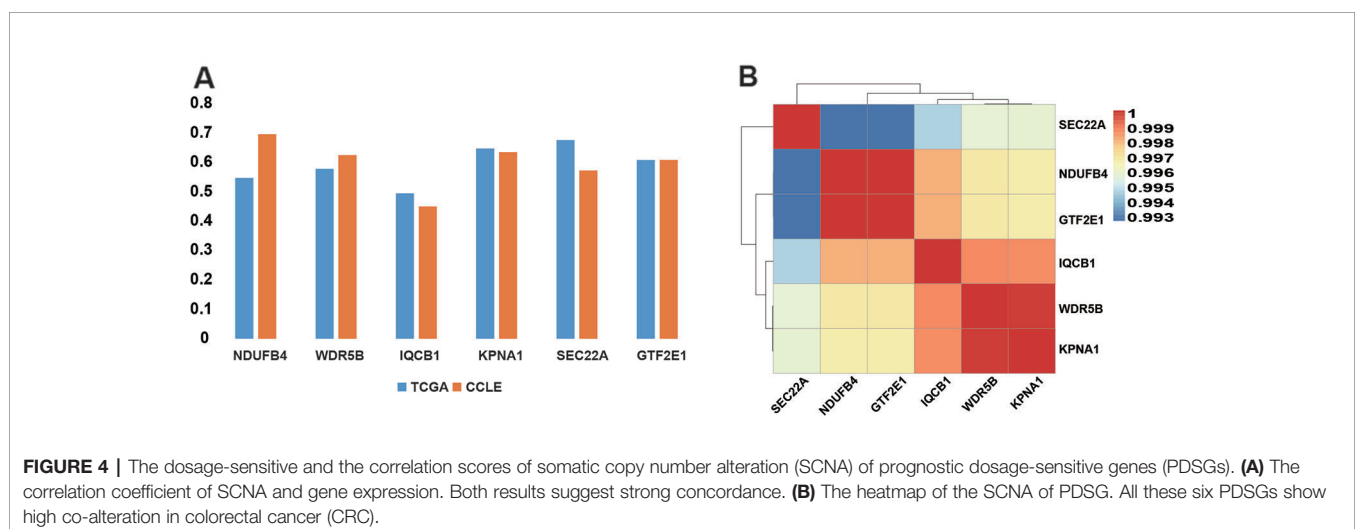 A
0.8
0.7
0.6
0.5
0.4
0.3
0.2
0.1
0
NDUFB4 WDR5B IQCB1 KPNA1 SEC22A GTF2E1
TCGA CCLE
B
1
0.999
0.998
0.997
0.996
0.995
0.994
0.993
SEC22A
NDUFB4
GTF2E1
IQCB1
WDR5B
KPNA1
SEC22A NDUFB4 GTF2E1 IQCB1 WDR5B KPNA1
FIGURE 4 | The dosage-sensitive and the correlation scores of somatic copy number alteration (SCNA) of prognostic dosage-sensitive genes (PDSGs). (A) The
correlation coefficient of SCNA and gene expression. Both results suggest strong concordance. (B) The heatmap of the SCNA of PDSG. All these six PDSGs show
high co-alteration in colorectal cancer (CRC).